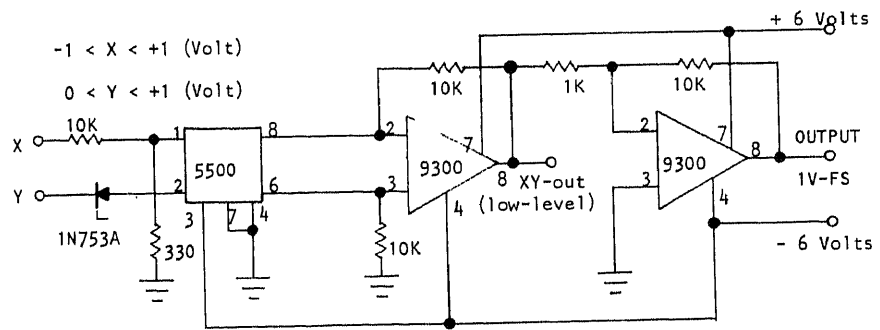 + 6 Volts
-1 < X < +1 (Volt)
0 < Y < +1 (Volt)
10K
1K
10K
10K
X
1
8
2
7
2
7
OUTPUT
5500
9300
8
9300
8
1V-FS
Y
2
6
3
XY-out
3
(low-level)
3
7
4
4
4
1N753A
330
10K
- 6 Volts